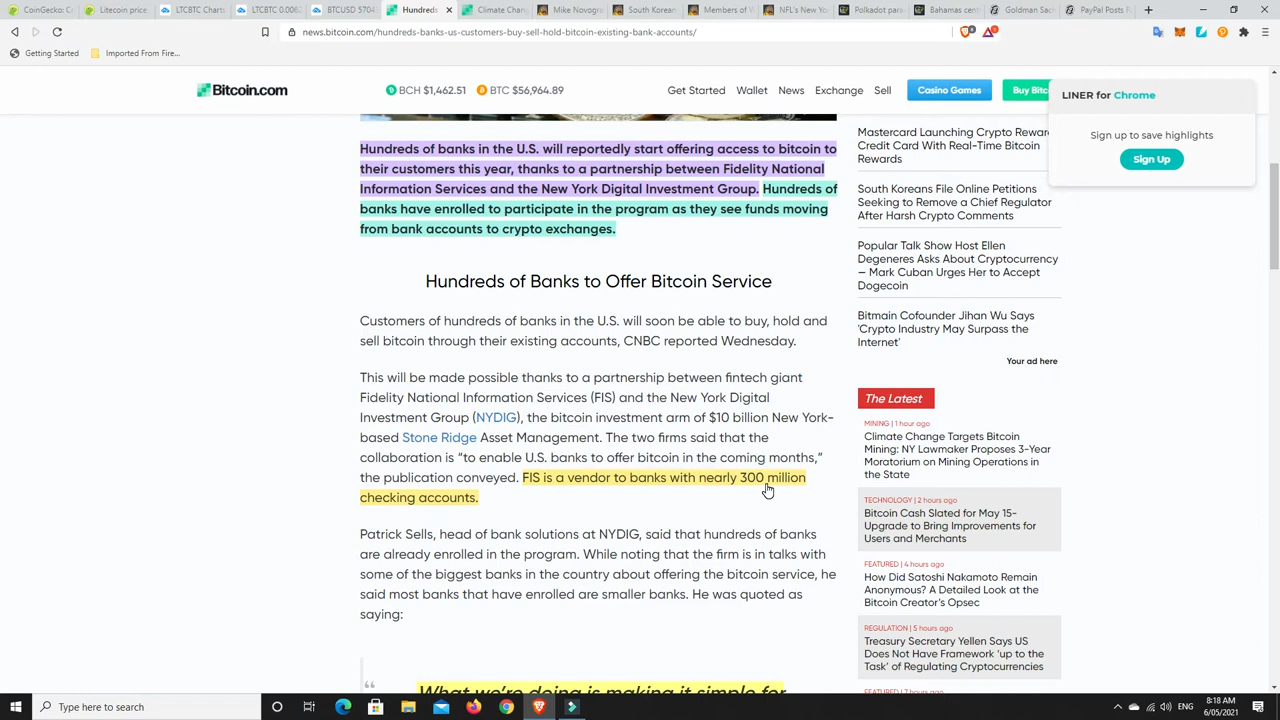 CoinGecko: C
Litecoin price
LTCBTC Charts
LTCBTC 0.0062
BTCUSD 5704
Hundreds
Climate Chan
Mike Novogra
South Korean
Members of W
NFL's New Yo
Polkadot para
Bahamas cent
Goldman Sach
PayPal Posts F
news.bitcoin.com/hundreds-banks-us-customers-buy-sell-hold-bitcoin-existing-bank-accounts/
Getting Started
Imported From Fire...
Bitcoin.com
BCH $1,462.51
BTC $56,964.89
Get Started
Wallet
News
Exchange
Sell
Casino Games
Buy Bitc
LINER for Chrome
Sign up to save highlights
Sign Up
Hundreds of banks in the U.S. will reportedly start offering access to bitcoin to
their customers this year, thanks to a partnership between Fidelity National
Information Services and the New York Digital Investment Group. Hundreds of
banks have enrolled to participate in the program as they see funds moving
from bank accounts to crypto exchanges.
Hundreds of Banks to Offer Bitcoin Service
Customers of hundreds of banks in the U.S. will soon be able to buy, hold and
sell bitcoin through their existing accounts, CNBC reported Wednesday.
This will be made possible thanks to a partnership between fintech giant
Fidelity National Information Services (FIS) and the New York Digital
Investment Group (NYDIG), the bitcoin investment arm of $10 billion New York-
based Stone Ridge Asset Management. The two firms said that the
collaboration is “to enable U.S. banks to offer bitcoin in the coming months,”
the publication conveyed. FIS is a vendor to banks with nearly 300 million
checking accounts.
Patrick Sells, head of bank solutions at NYDIG, said that hundreds of banks
are already enrolled in the program. While noting that the firm is in talks with
some of the biggest banks in the country about offering the bitcoin service, he
said most banks that have enrolled are smaller banks. He was quoted as
saying:
What we're doing is making it simple for
Mastercard Launching Crypto Rewar
Credit Card With Real-Time Bitcoin
Rewards
South Koreans File Online Petitions
Seeking to Remove a Chief Regulator
After Harsh Crypto Comments
Popular Talk Show Host Ellen
Degeneres Asks About Cryptocurrency
— Mark Cuban Urges Her to Accept
Dogecoin
Bitmain Cofounder Jihan Wu Says
'Crypto Industry May Surpass the
Internet'
Your ad here
The Latest
MINING | 1 hour ago
Climate Change Targets Bitcoin
Mining: NY Lawmaker Proposes 3-Year
Moratorium on Mining Operations in
the State
TECHNOLOGY | 2 hours ago
Bitcoin Cash Slated for May 15-
Upgrade to Bring Improvements for
Users and Merchants
FEATURED | 4 hours ago
How Did Satoshi Nakamoto Remain
Anonymous? A Detailed Look at the
Bitcoin Creator's Opsec
REGULATION | 5 hours ago
Treasury Secretary Yellen Says US
Does Not Have Framework ‘up to the
Task’ of Regulating Cryptocurrencies
FEATURED | 7 hours ago
Type here to search
ENG
8:18 AM
6/05/2021